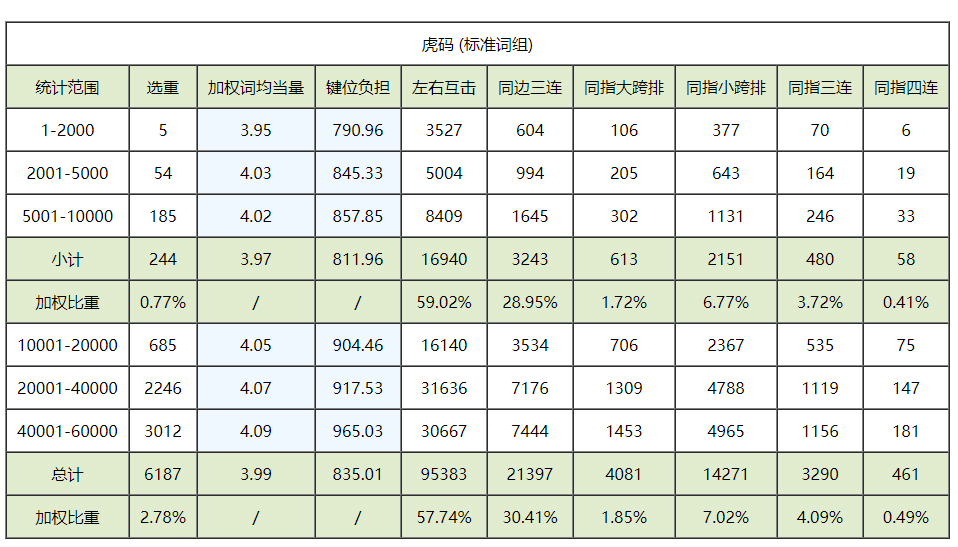 虎码 (标准词组)
统计范围 选重 加权词均当量 键位负担 左右互击 同边三连 同指大跨排 同指小跨排 同指三连 同指四连
1-2000 5 3.95 790.96 3527 604 106 377 70 6
2001-5000 54 4.03 845.33 5004 994 205 643 164 19
5001-10000 185 4.02 857.85 8409 1645 302 1131 246 33
小计 244 3.97 811.96 16940 3243 613 2151 480 58
加权比重 0.77% / / 59.02% 28.95% 1.72% 6.77% 3.72% 0.41%
10001-20000 685 4.05 904.46 16140 3534 706 2367 535 75
20001-40000 2246 4.07 917.53 31636 7176 1309 4788 1119 147
40001-60000 3012 4.09 965.03 30667 7444 1453 4965 1156 181
总计 6187 3.99 835.01 95383 21397 4081 14271 3290 461
加权比重 2.78% / / 57.74% 30.41% 1.85% 7.02% 4.09% 0.49%